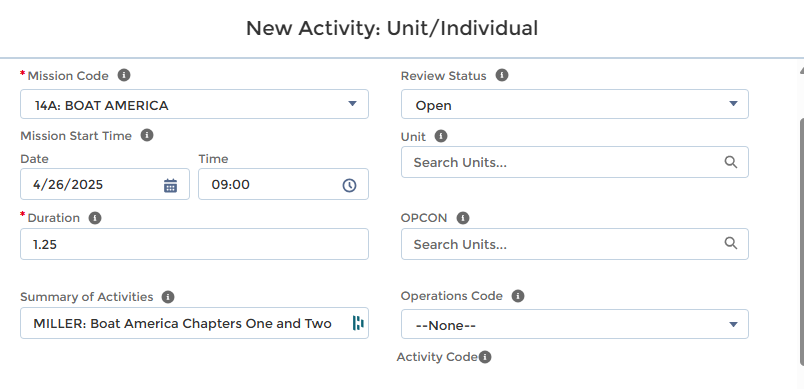 New Activity: Unit/Individual
* Mission Code
Review Status
14A: BOAT AMERICA
Open
Mission Start Time
Unit
Date
Time
Search Units...
4/26/2025
09:00
* Duration
OPCON
1.25
Search Units...
Summary of Activities
Operations Code
MILLER: Boat America Chapters One and Two
--None--
Activity Code